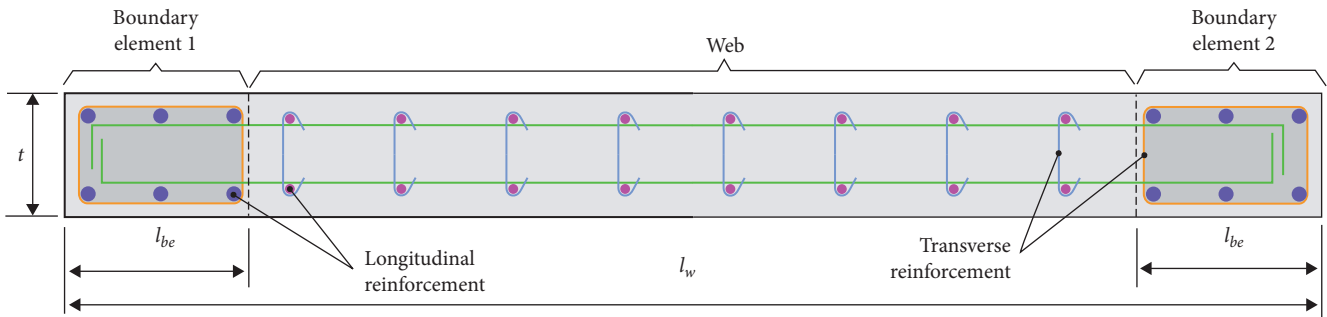 Boundary
element 1
Web
Boundary
element 2
t
l_be
Longitudinal
reinforcement
l_w
Transverse
reinforcement
l_be